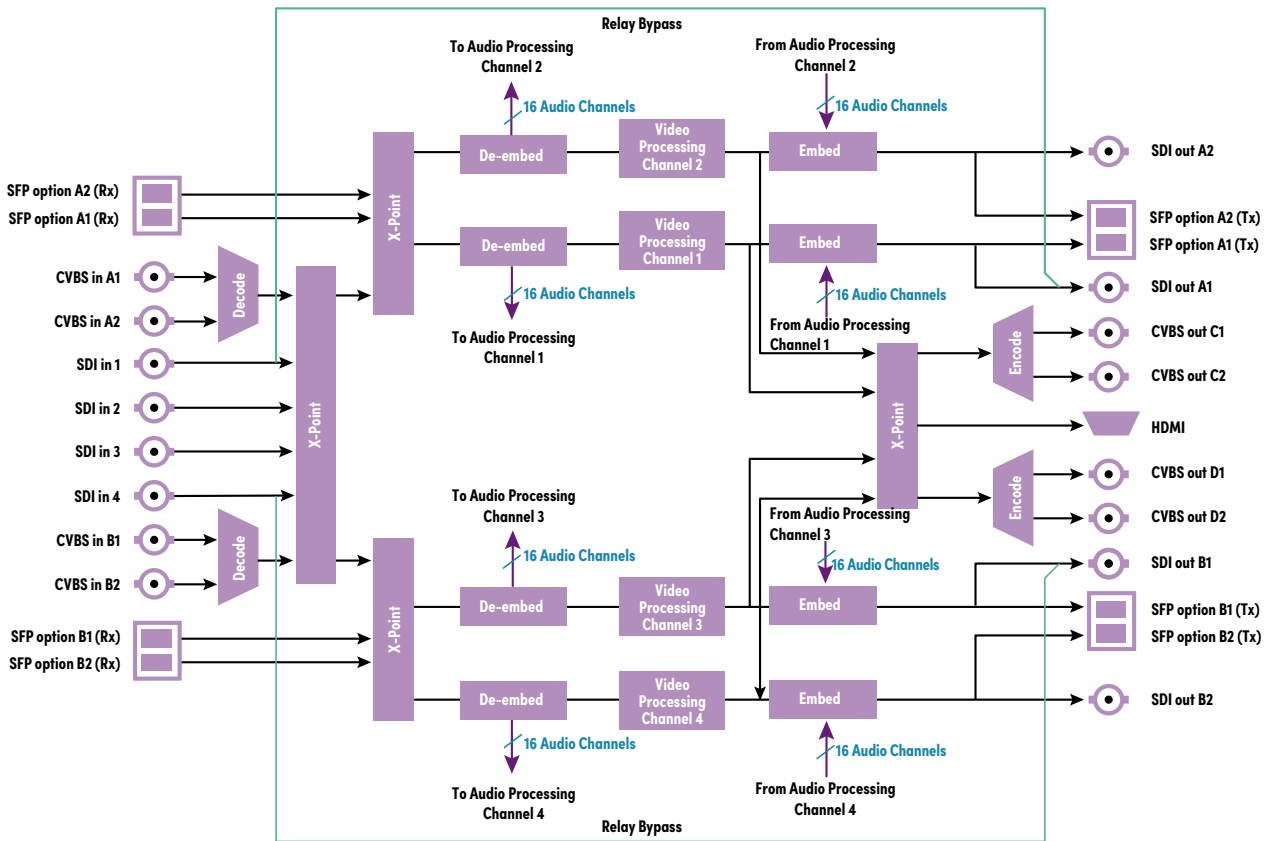 Relay Bypass
To Audio Processing
Channel 2
From Audio Processing
Channel 2
16 Audio Channels
16 Audio Channels
De-embed
Video
Processing
Channel 2
Embed
SDI out A2
SFP option A2 (Rx)
SFP option A1 (Rx)
X-Point
SFP option A2 (Tx)
SFP option A1 (Tx)
De-embed
Video
Processing
Channel 1
Embed
CVBS in A1
CVBS in A2
Decode
16 Audio Channels
16 Audio Channels
SDI out A1
To Audio Processing
Channel 1
From Audio Processing
Channel 1
CVBS out C1
CVBS out C2
Encode
SDI in 1
SDI in 2
SDI in 3
SDI in 4
X-Point
X-Point
HDMI
CVBS out D1
CVBS out D2
Encode
To Audio Processing
Channel 3
From Audio Processing
Channel 3
CVBS in B1
CVBS in B2
Decode
16 Audio Channels
16 Audio Channels
SDI out B1
De-embed
Video
Processing
Channel 3
Embed
SFP option B1 (Tx)
SFP option B2 (Tx)
SFP option B1 (Rx)
SFP option B2 (Rx)
X-Point
De-embed
Video
Processing
Channel 4
Embed
SDI out B2
16 Audio Channels
16 Audio Channels
To Audio Processing
Channel 4
From Audio Processing
Channel 4
Relay Bypass